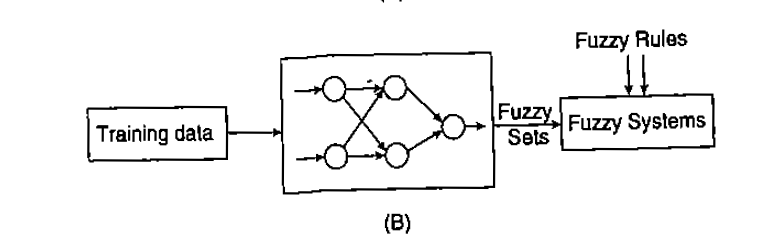 Fuzzy Rules
Training data
Fuzzy
Sets
Fuzzy Systems
(B)